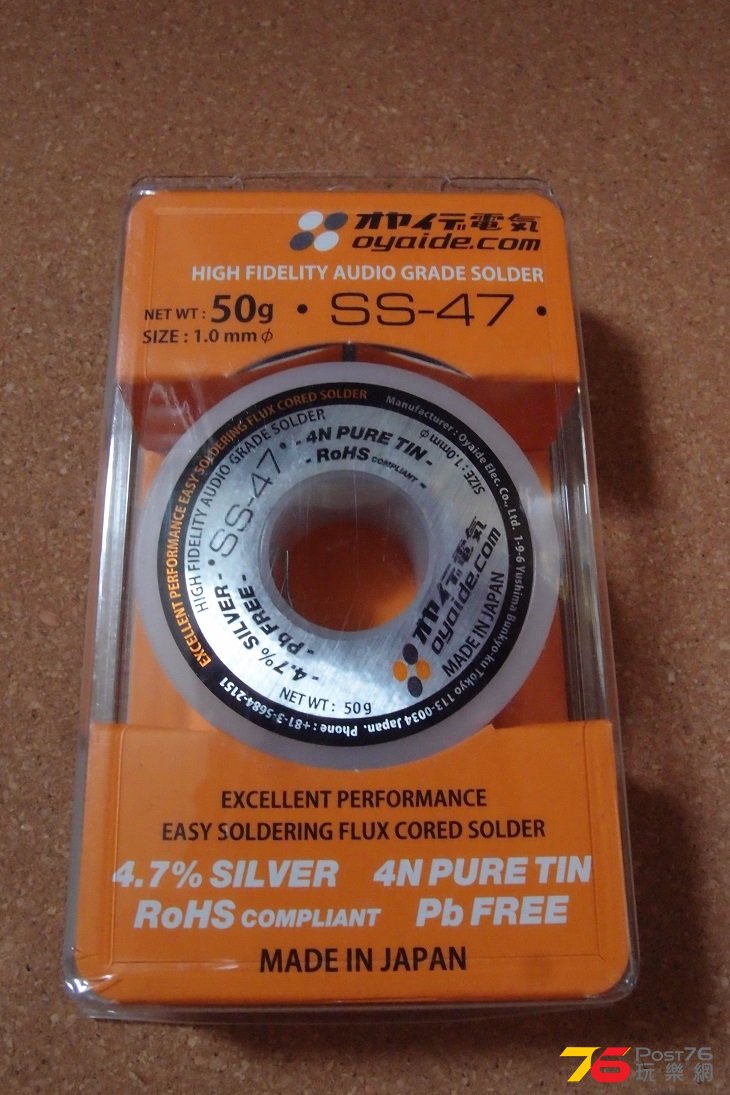 オヤイデ電気
oyaide.com
HIGH FIDELITY AUDIO GRADE SOLDER
NET WT : 50g • SS-47 •
SIZE : 1.0 mm ϕ
EXCELLENT PERFORMANCE EASY SOLDERING FLUX CORED SOLDER
Manufacturer : Oyaide Elec. Co., Ltd. 1-9-6 Yushima Bunkyo-ku Tokyo 113-0034 Japan. Phone : +81-3-5684-2151
HIGH FIDELITY AUDIO GRADE SOLDER
• SS-47 •
- 4N PURE TIN -
- RoHS COMPLIANT -
- Pb FREE -
- 4.7% SILVER -
SIZE : 1.0mm ϕ
オヤイデ電気
oyaide.com
MADE IN JAPAN
NET WT : 50g
EXCELLENT PERFORMANCE
EASY SOLDERING FLUX CORED SOLDER
4.7% SILVER 4N PURE TIN
RoHS COMPLIANT Pb FREE
MADE IN JAPAN
76 POST76
玩樂網